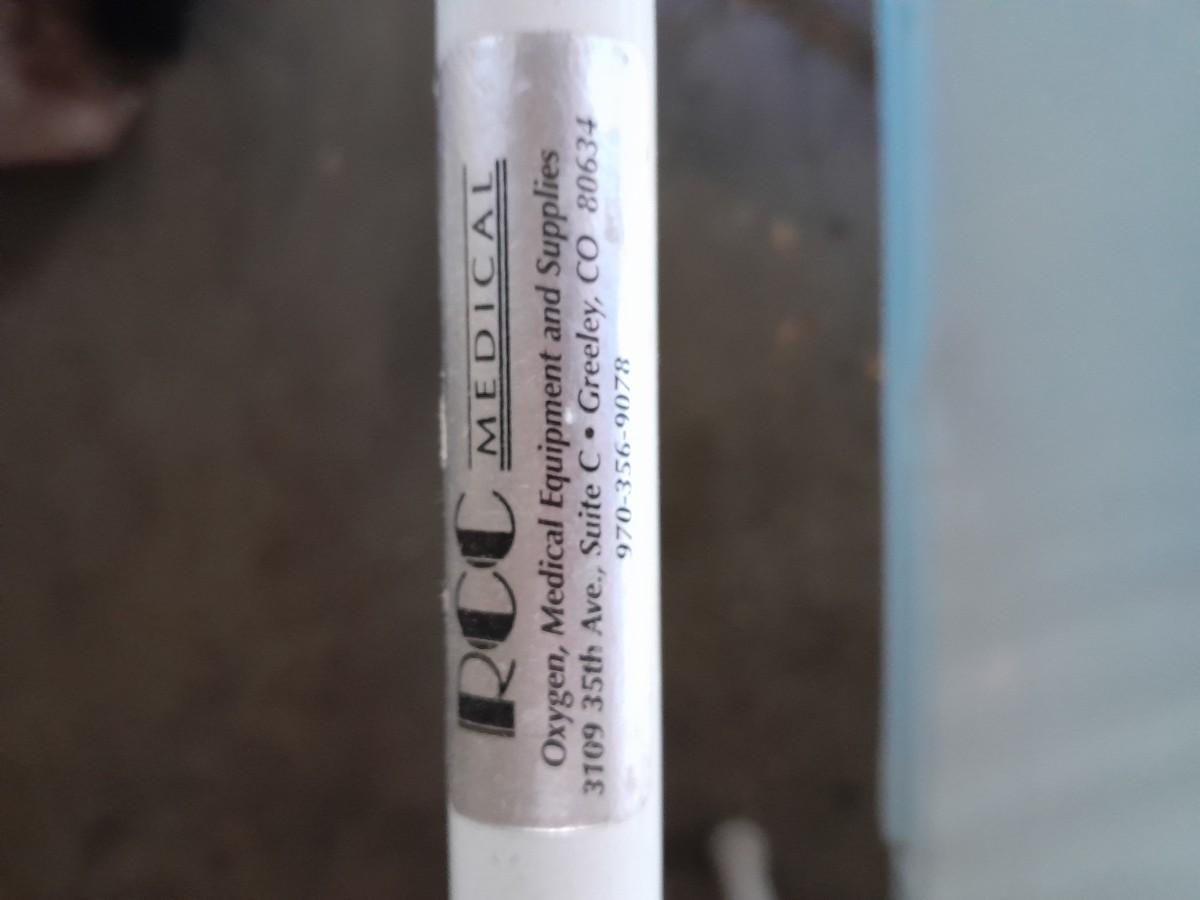 RCC MEDICAL
Oxygen, Medical Equipment and Supplies
3109 35th Ave., Suite C • Greeley, CO 80634
970-356-9078